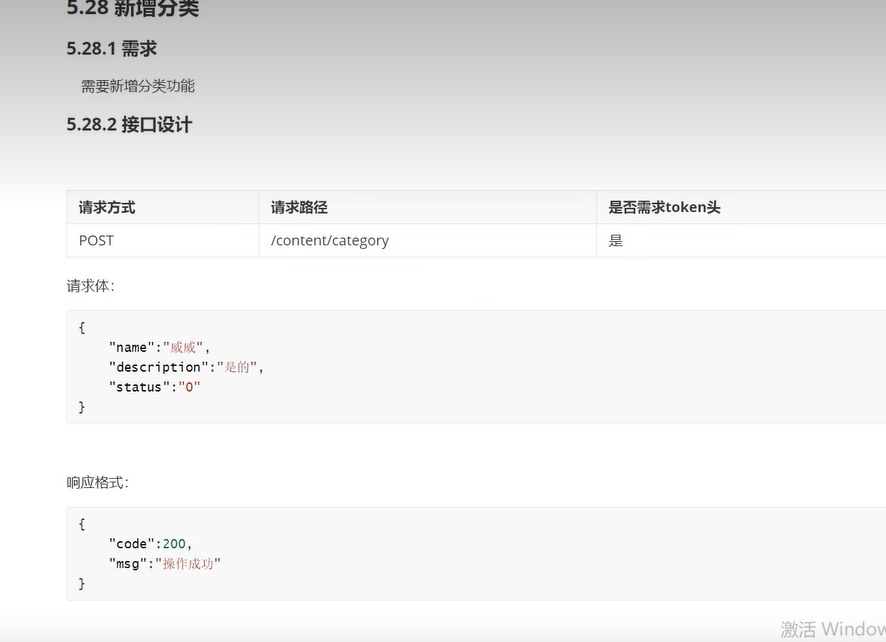 5.28 新增分类
5.28.1 需求
需要新增分类功能
5.28.2 接口设计
请求方式 请求路径 是否需求token头
POST /content/category 是
请求体：
{
"name":"威威",
"description":"是的",
"status":"0"
}
响应格式：
{
"code":200,
"msg":"操作成功"
}
激活 Window